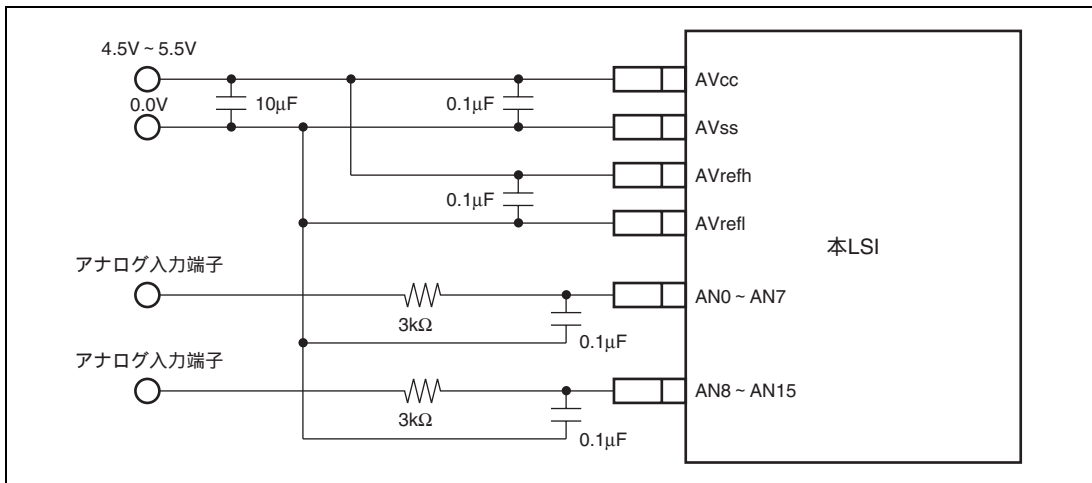 4.5V ~ 5.5V
0.0V
10μF
0.1μF
AVcc
AVss
0.1μF
AVrefh
AVrefl
本LSI
アナログ入力端子
3kΩ
0.1μF
AN0 ~ AN7
アナログ入力端子
3kΩ
0.1μF
AN8 ~ AN15